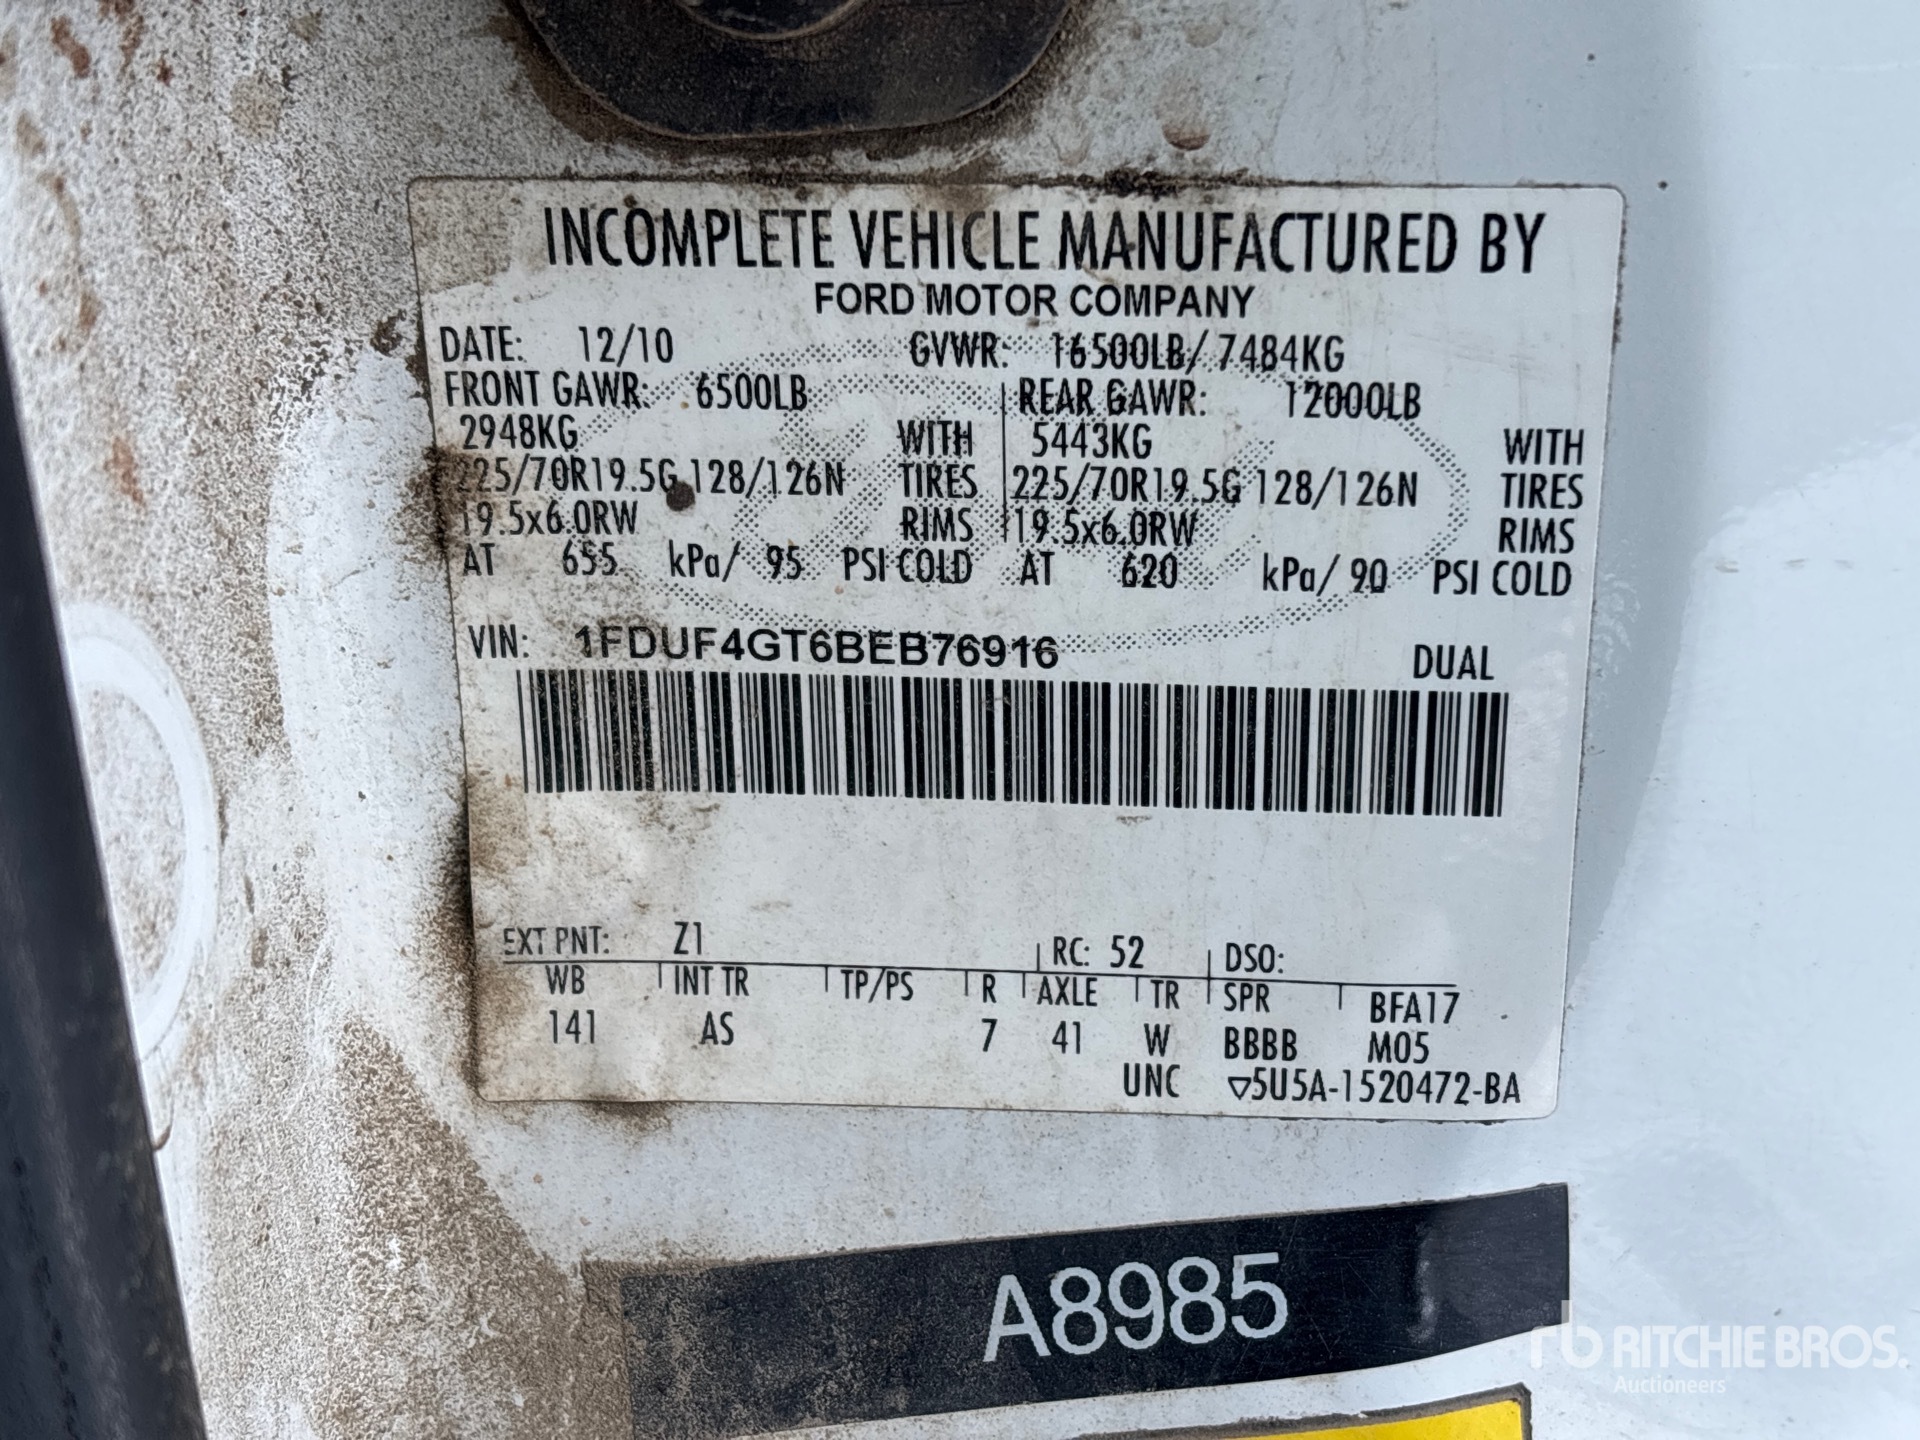 INCOMPLETE VEHICLE MANUFACTURED BY
FORD MOTOR COMPANY
DATE: 12/10 GVWR: 16500LB/ 7484KG
FRONT GAWR: 6500LB REAR GAWR: 12000LB
2948KG WITH 5443KG WITH
225/70R19.5G 128/126N TIRES 225/70R19.5G 128/126N TIRES
19.5x6.0RW RIMS 19.5x6.0RW RIMS
AT 655 kPa/ 95 PSI COLD AT 620 kPa/ 90 PSI COLD
VIN: 1FDUF4GT6BEB76916 DUAL
EXT PNT: Z1 RC: 52 DSO:
WB INT TR TP/PS R AXLE TR SPR BFA17
141 AS 7 41 W BBBB M05
UNC ▽5U5A-1520472-BA
A8985
rb RITCHIE BROS.
Auctioneers